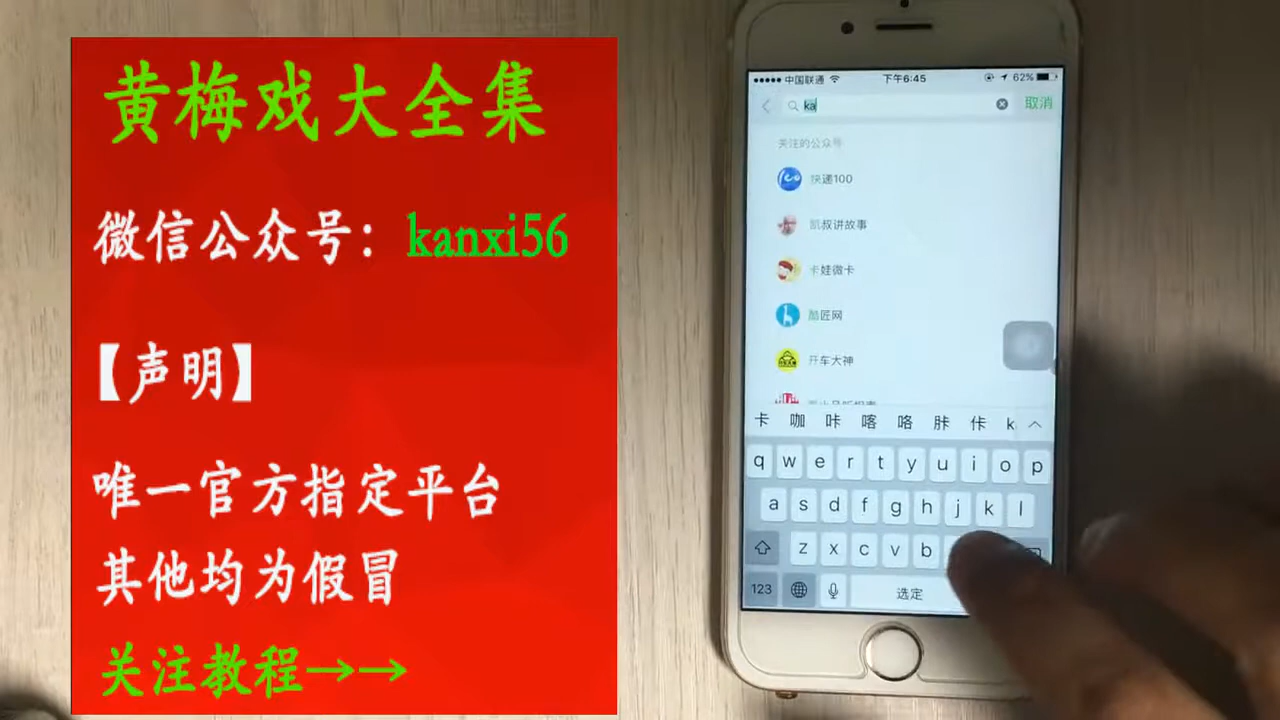 黄梅戏大全集
微信公众号：kanxi56
【声明】
唯一官方指定平台
其他均为假冒
关注教程→→
中国联通
下午6:45
62%
ka
取消
关注的公众号
快递100
凯叔讲故事
卡娃微卡
酷匠网
开车大神
卡 咖 咔 喀 咯 胩 佧 k
q w e r t y u i o p
a s d f g h j k l
z x c v b
123
选定